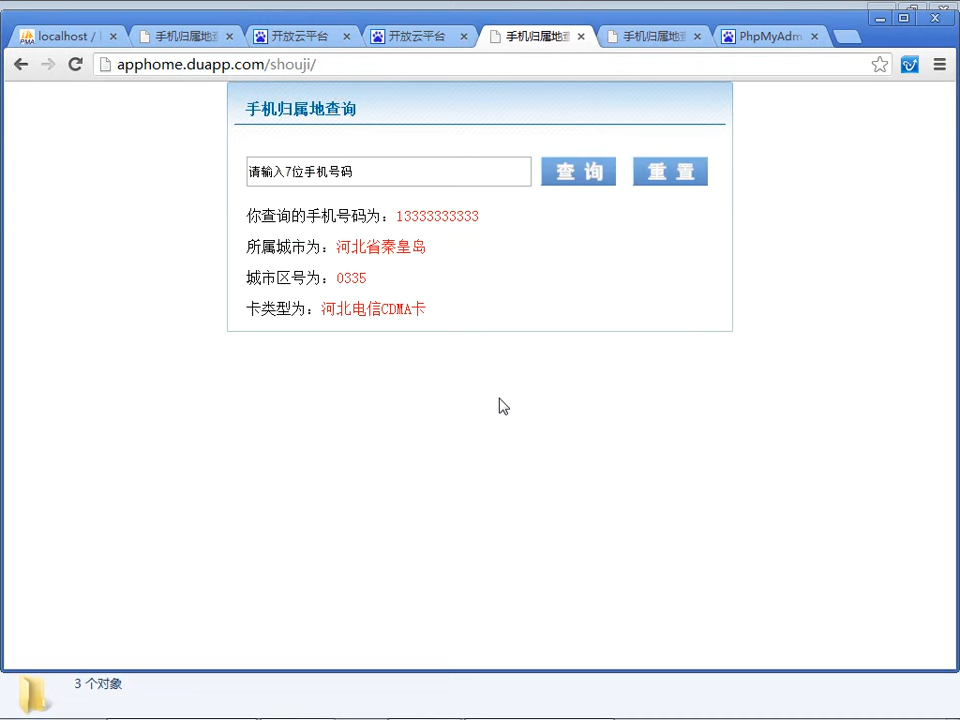 localhost /
手机归属地
开放云平台
开放云平台
手机归属地查
手机归属地
PhpMyAdm
apphome.duapp.com/shouji/
手机归属地查询
请输入7位手机号码
查 询
重 置
你查询的手机号码为：13333333333
所属城市为：河北省秦皇岛
城市区号为：0335
卡类型为：河北电信CDMA卡
3 个对象